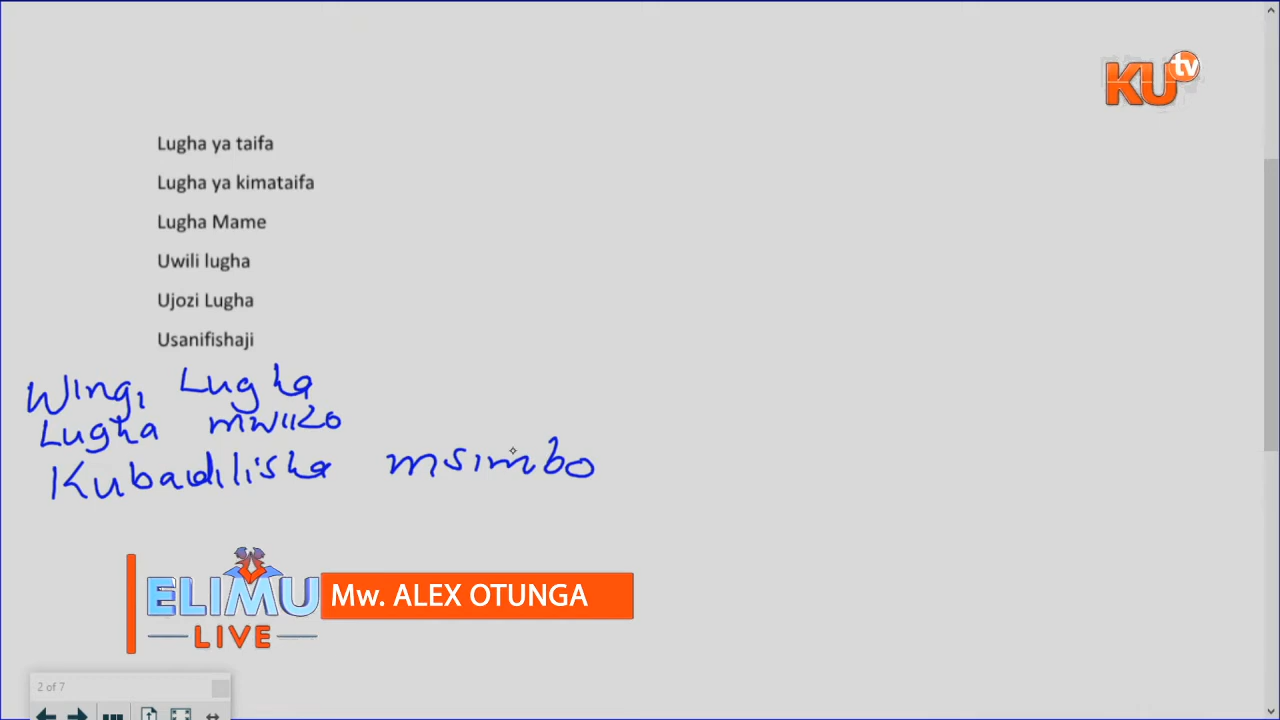 KU tv
Lugha ya taifa
Lugha ya kimataifa
Lugha Mame
Uwili lugha
Ujozi Lugha
Usanifishaji
Wingi Lugha
Lugha mwiizo
Kubadilisha msimbo
ELIMU
LIVE
Mw. ALEX OTUNGA
2 of 7